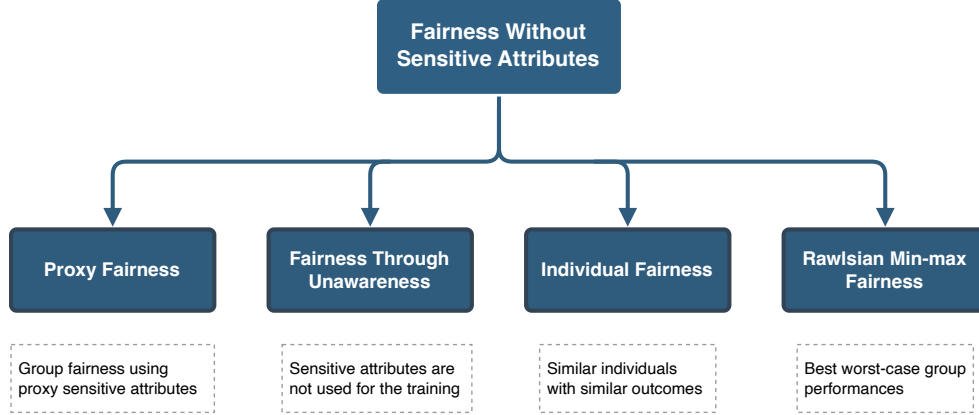 Fairness Without
Sensitive Attributes
Proxy Fairness
Fairness Through
Unawareness
Individual Fairness
Rawlsian Min-max
Fairness
Group fairness using
proxy sensitive attributes
Sensitive attributes are
not used for the training
Similar individuals
with similar outcomes
Best worst-case group
performances